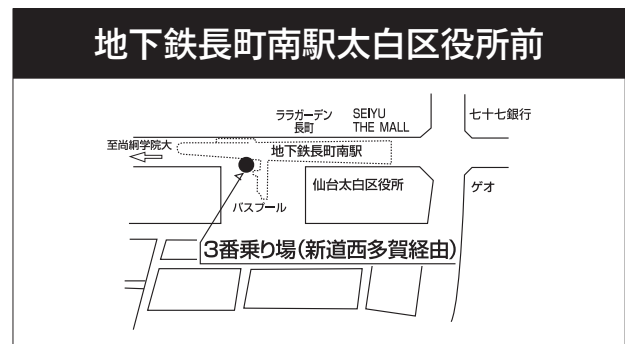 地下鉄長町南駅太白区役所前
ララガーデン
長町
SEIYU
THE MALL
七十七銀行
至尚絅学院大
地下鉄長町南駅
仙台太白区役所
ゲオ
バスプール
3番乗り場(新道西多賀経由)